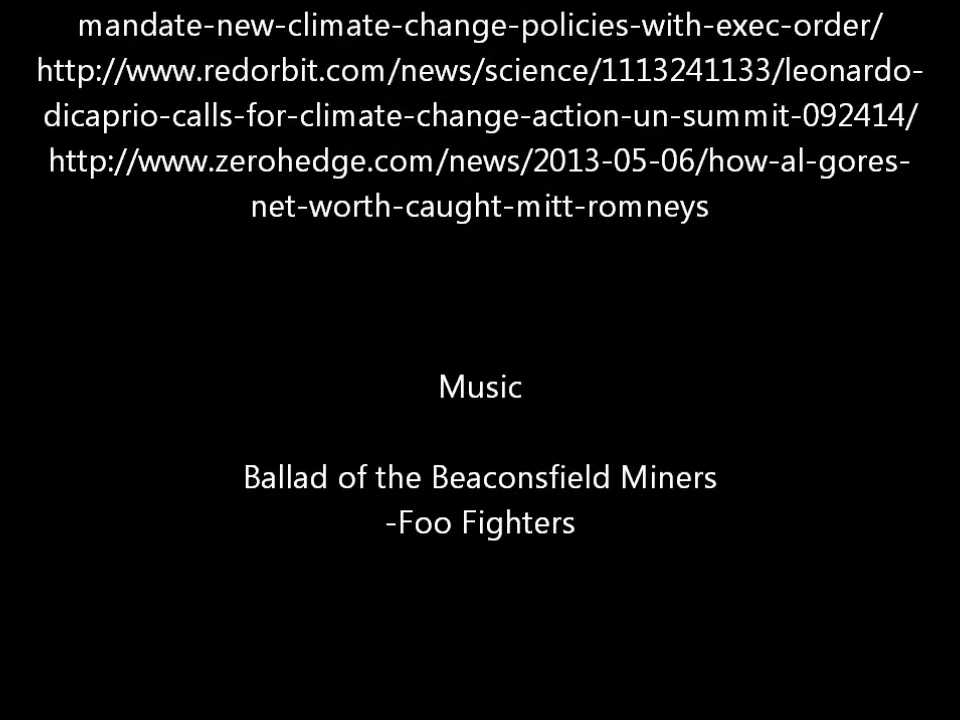 mandate-new-climate-change-policies-with-exec-order/
http://www.redorbit.com/news/science/1113241133/leonardo-
dicaprio-calls-for-climate-change-action-un-summit-092414/
http://www.zerohedge.com/news/2013-05-06/how-al-gores-
net-worth-caught-mitt-romneys
Music
Ballad of the Beaconsfield Miners
-Foo Fighters